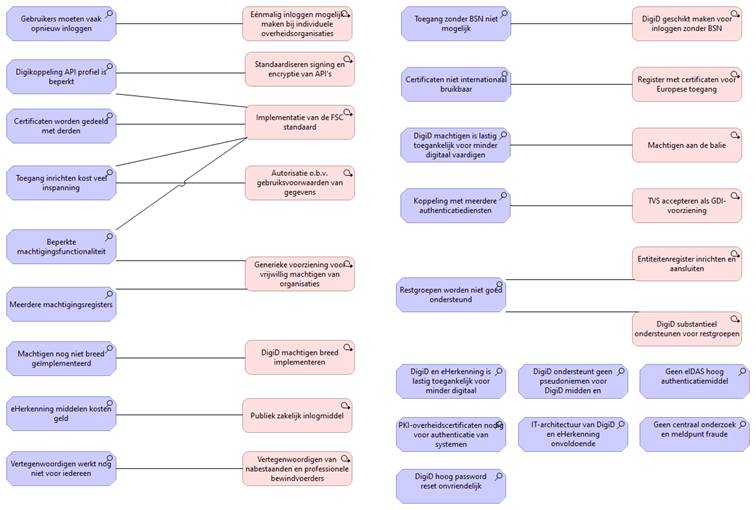 Gebruikers moeten vaak
opnieuw inloggen
Eénmalig inloggen mogelijk
maken bij individuele
overheidsorganisaties
Digikoppeling API profiel is
beperkt
Standaardiseren signing en
encryptie van API's
Certificaten worden gedeeld
met derden
Implementatie van de FSC
standaard
Toegang inrichten kost veel
inspanning
Autorisatie o.b.v.
gebruiksvoorwaarden van
gegevens
Beperkte
machtigingsfunctionaliteit
Generieke voorziening voor
vrijwillig machtigen van
organisaties
Meerdere machtigingsregisters
Machtigen nog niet breed
geïmplementeerd
DigiD machtigen breed
implementeren
eHerkenning middelen kosten
geld
Publiek zakelijk inlogmiddel
Vertegenwoordigen werkt nog
niet voor iedereen
Vertegenwoordigen van
nabestaanden en professionele
bewindvoerders
Toegang zonder BSN niet
mogelijk
DigiD geschikt maken voor
inloggen zonder BSN
Certificaten niet internationaal
bruikbaar
Register met certificaten voor
Europese toegang
DigiD machtigen is lastig
toegankelijk voor minder
digitaal vaardigen
Machtigen aan de balie
Koppeling met meerdere
authenticatiediensten
TVS accepteren als GDI-
voorziening
Restgroepen worden niet goed
ondersteund
Entiteitenregister inrichten en
aansluiten
DigiD substantieel
ondersteunen voor restgroepen
DigiD en eHerkenning is
lastig toegankelijk voor
minder digitaal
DigiD ondersteunt geen
pseudoniemen voor
DigiD midden en
Geen eIDAS hoog
authenticatiemiddel
PKI-overheidscertificaten nodig
voor authenticatie van
systemen
IT-architectuur van DigiD
en eHerkenning
onvoldoende
Geen centraal onderzoek
en meldpunt fraude
DigiD hoog password
reset onvriendelijk